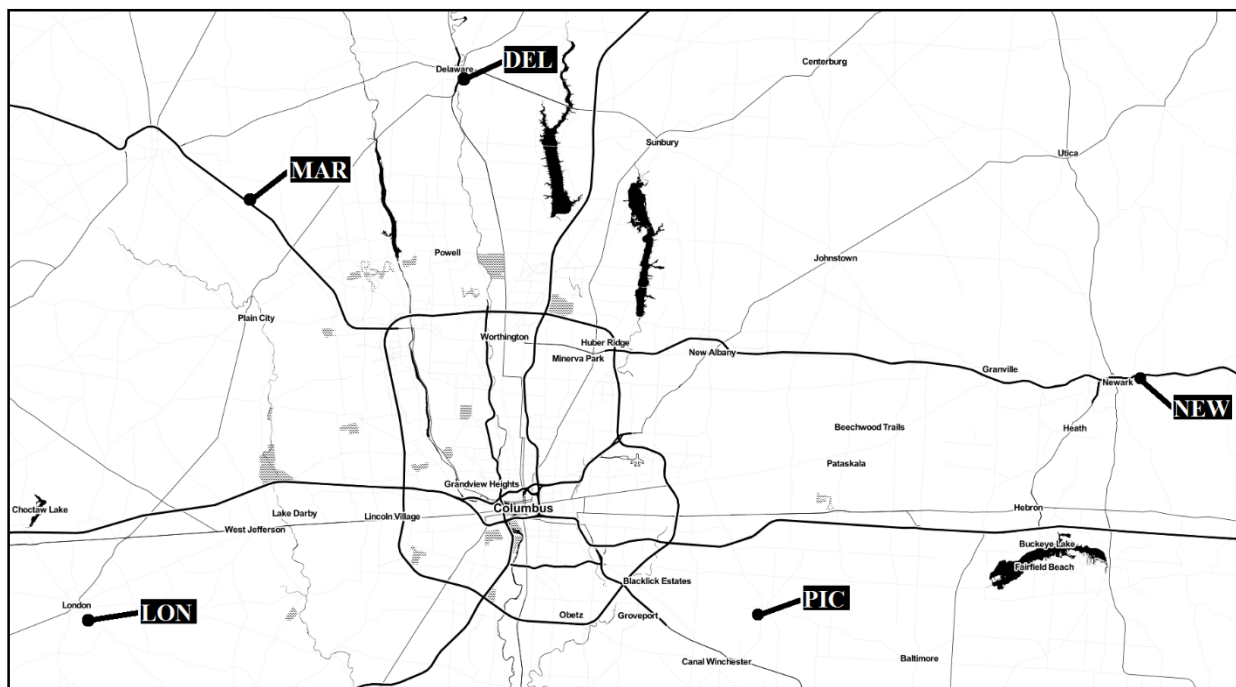 DEL
Delaware
Centerburg
Sunbury
Utica
MAR
Powell
Johnstown
Plain City
Worthington
Huber Ridge
Minerva Park
New Albany
Granville
Newark
NEW
Beechwood Trails
Heath
Pataskala
Grandview Heights
Columbus
Choctaw Lake
Lake Darby
Lincoln Village
West Jefferson
Hebron
Buckeye Lake
Fairfield Beach
Blacklick Estates
London
LON
PIC
Obetz
Groveport
Canal Winchester
Baltimore